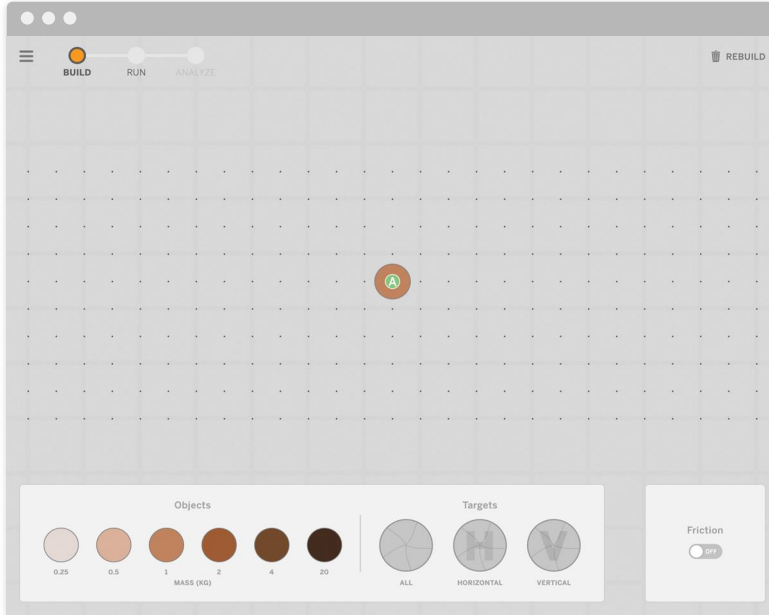 REBUILD
BUILD RUN ANALYZE
A
Objects
0.25 0.5 1 2 4 20
MASS (KG)
Targets
H V
ALL HORIZONTAL VERTICAL
Friction
OFF